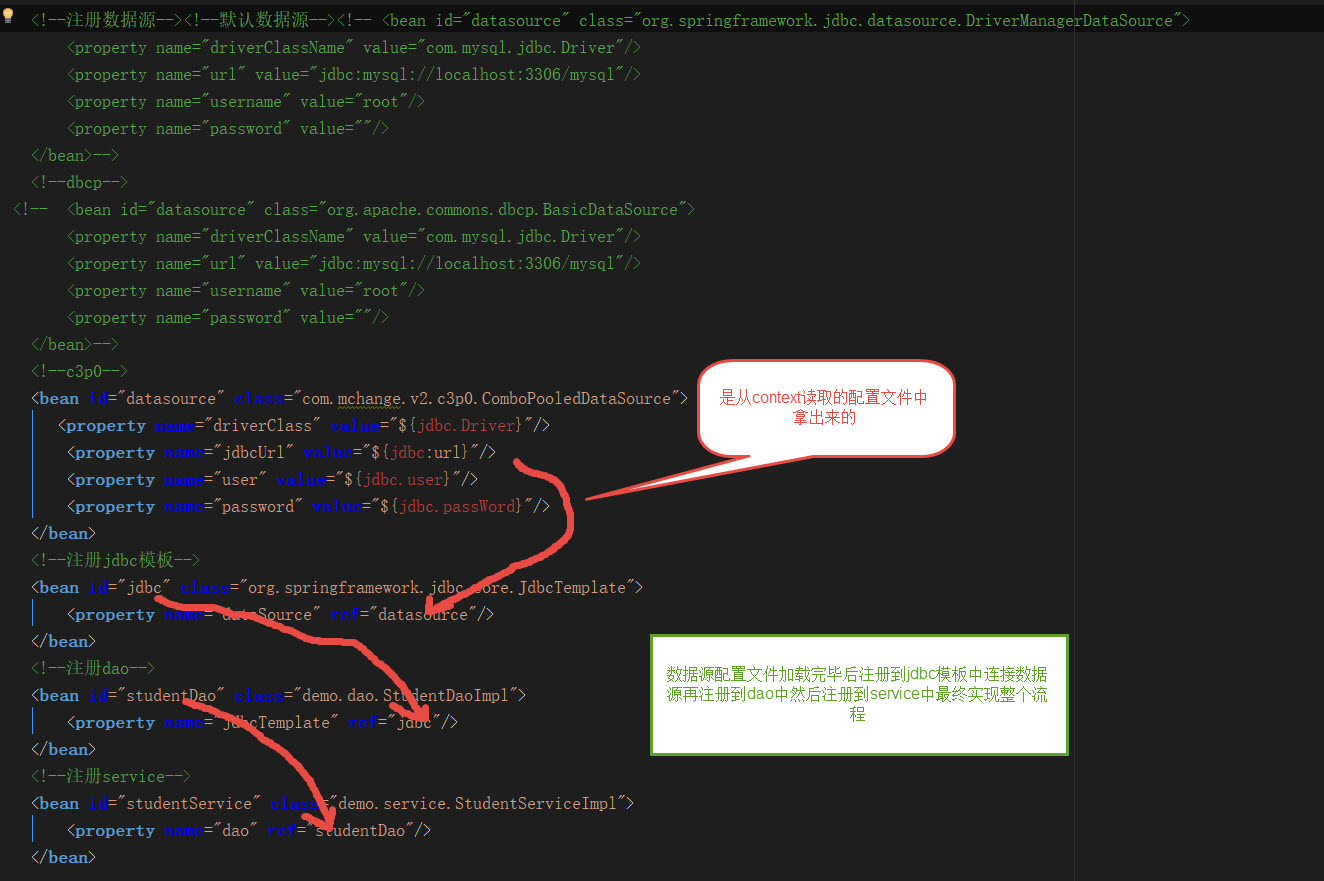 <!--注册数据源--><!--默认数据源--><!-- <bean id="datasource" class="org.springframework.jdbc.datasource.DriverManagerDataSource">
<property name="driverClassName" value="com.mysql.jdbc.Driver"/>
<property name="url" value="jdbc:mysql://localhost:3306/mysql"/>
<property name="username" value="root"/>
<property name="password" value=""/>
</bean>-->
<!--dbcp-->
<!-- <bean id="datasource" class="org.apache.commons.dbcp.BasicDataSource">
<property name="driverClassName" value="com.mysql.jdbc.Driver"/>
<property name="url" value="jdbc:mysql://localhost:3306/mysql"/>
<property name="username" value="root"/>
<property name="password" value=""/>
</bean>-->
<!--c3p0-->
<bean id="datasource" class="com.mchange.v2.c3p0.ComboPooledDataSource">
<property name="driverClass" value="${jdbc.Driver}"/>
<property name="jdbcUrl" value="${jdbc:url}"/>
<property name="user" value="${jdbc.user}"/>
<property name="password" value="${jdbc.passWord}"/>
</bean>
是从context读取的配置文件中
拿出来的
<!--注册jdbc模板-->
<bean id="jdbc" class="org.springframework.jdbc.core.JdbcTemplate">
<property name="dataSource" ref="datasource"/>
</bean>
<!--注册dao-->
<bean id="studentDao" class="demo.dao.StudentDaoImpl">
<property name="jdbcTemplate" ref="jdbc"/>
</bean>
数据源配置文件加载完毕后注册到jdbc模板中连接数据
源再注册到dao中然后注册到service中最终实现整个流
程
<!--注册service-->
<bean id="studentService" class="demo.service.StudentServiceImpl">
<property name="dao" ref="studentDao"/>
</bean>